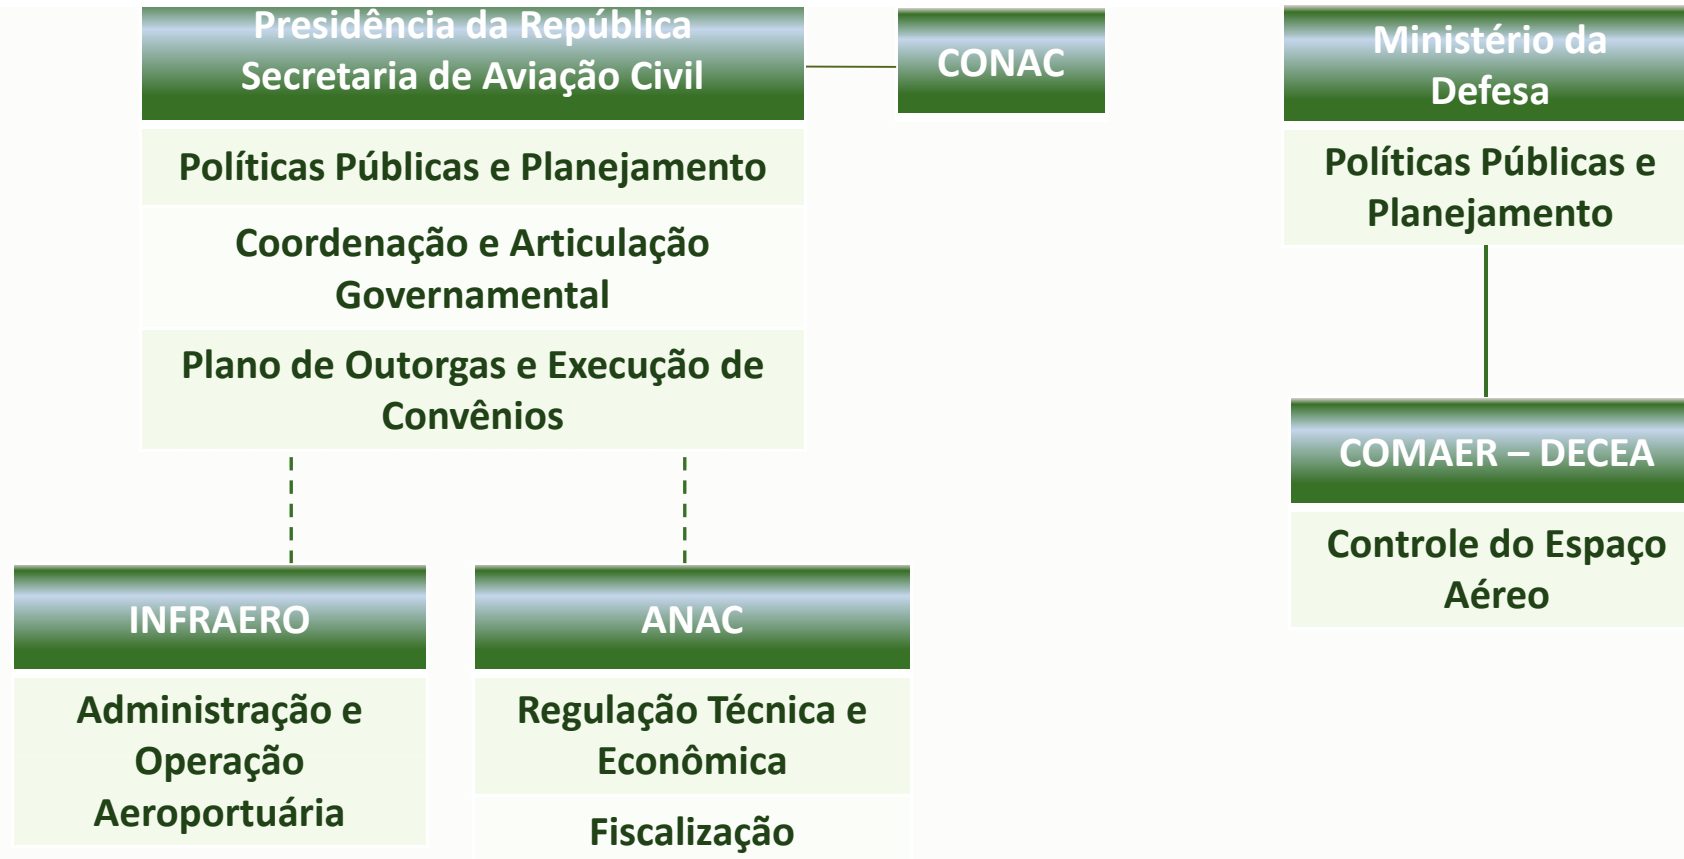 Presidência da República
Secretaria de Aviação Civil
CONAC
Ministério da
Defesa
Políticas Públicas e Planejamento
Coordenação e Articulação
Governamental
Plano de Outorgas e Execução de
Convênios
Políticas Públicas e
Planejamento
COMAER – DECEA
Controle do Espaço
Aéreo
INFRAERO
Administração e
Operação
Aeroportuária
ANAC
Regulação Técnica e
Econômica
Fiscalização